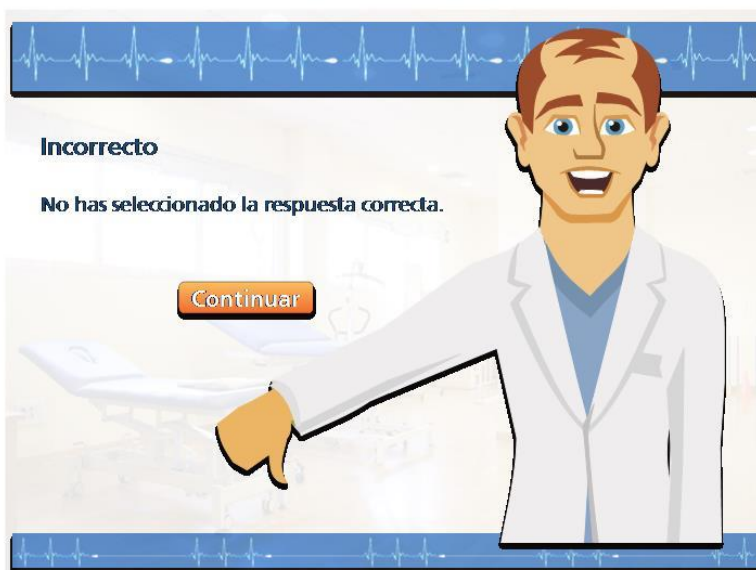 Incorrecto
No has seleccionado la respuesta correcta.
Continuar